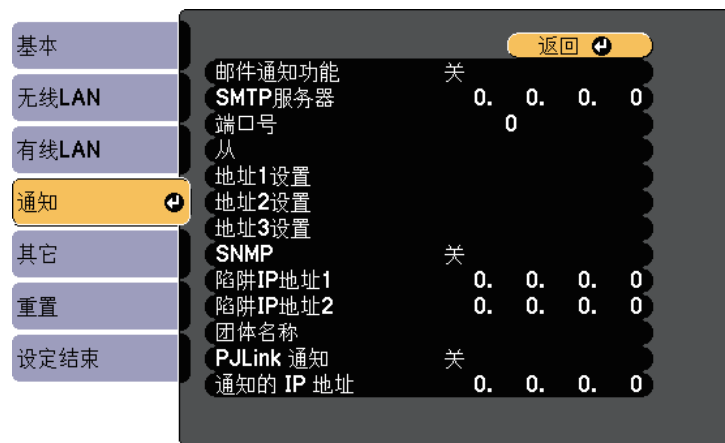 基本
无线LAN
有线LAN
通知
其它
重置
设定结束
返回
邮件通知功能 关
SMTP服务器 0. 0. 0. 0
端口号 0
从
地址1设置
地址2设置
地址3设置
SNMP 关
陷阱IP地址1 0. 0. 0. 0
陷阱IP地址2 0. 0. 0. 0
团体名称
PJLink 通知 关
通知的 IP 地址 0. 0. 0. 0